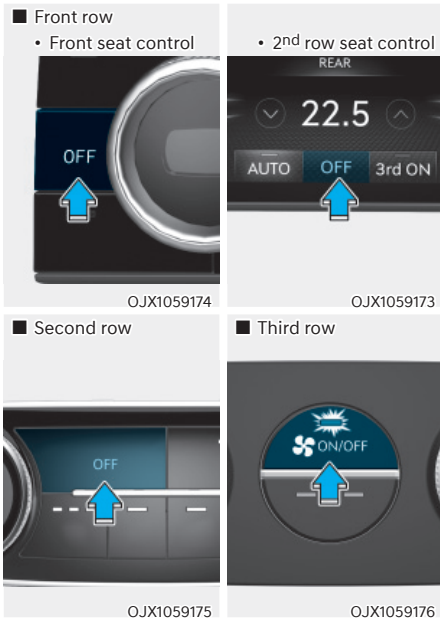 ■ Front row
• Front seat control
OFF
OJX1059174
• 2nd row seat control
REAR
22.5
AUTO OFF 3rd ON
OJX1059173
■ Second row
OFF
OJX1059175
■ Third row
ON/OFF
OJX1059176